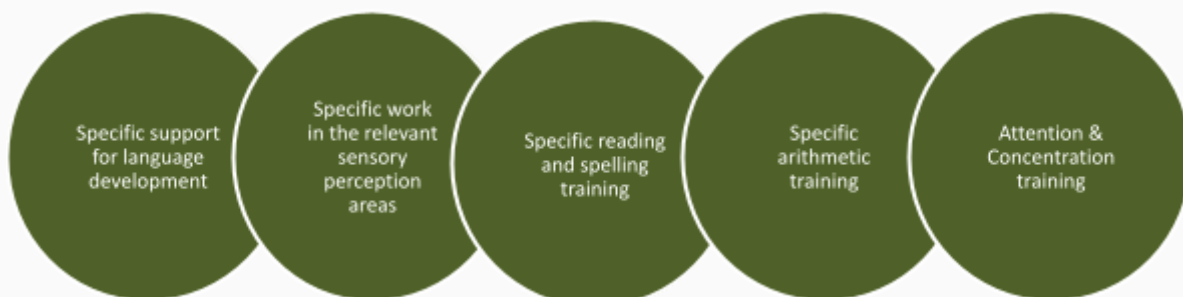 Specific support
for language
development
Specific work
in the relevant
sensory
perception
areas
Specific reading
and spelling
training
Specific
arithmetic
training
Attention &
Concentration
training